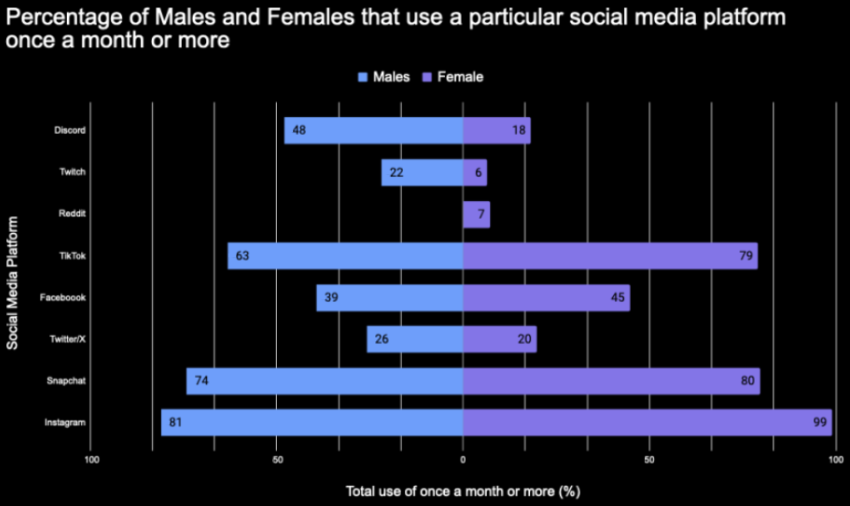 Percentage of Males and Females that use a particular social media platform
once a month or more
Males Female
Social Media Platform
Discord 48 18
Twitch 22 6
Reddit 7
TikTok 63 79
Faceboook 39 45
Twitter/X 26 20
Snapchat 74 80
Instagram 81 99
100 50 0 50 100
Total use of once a month or more (%)